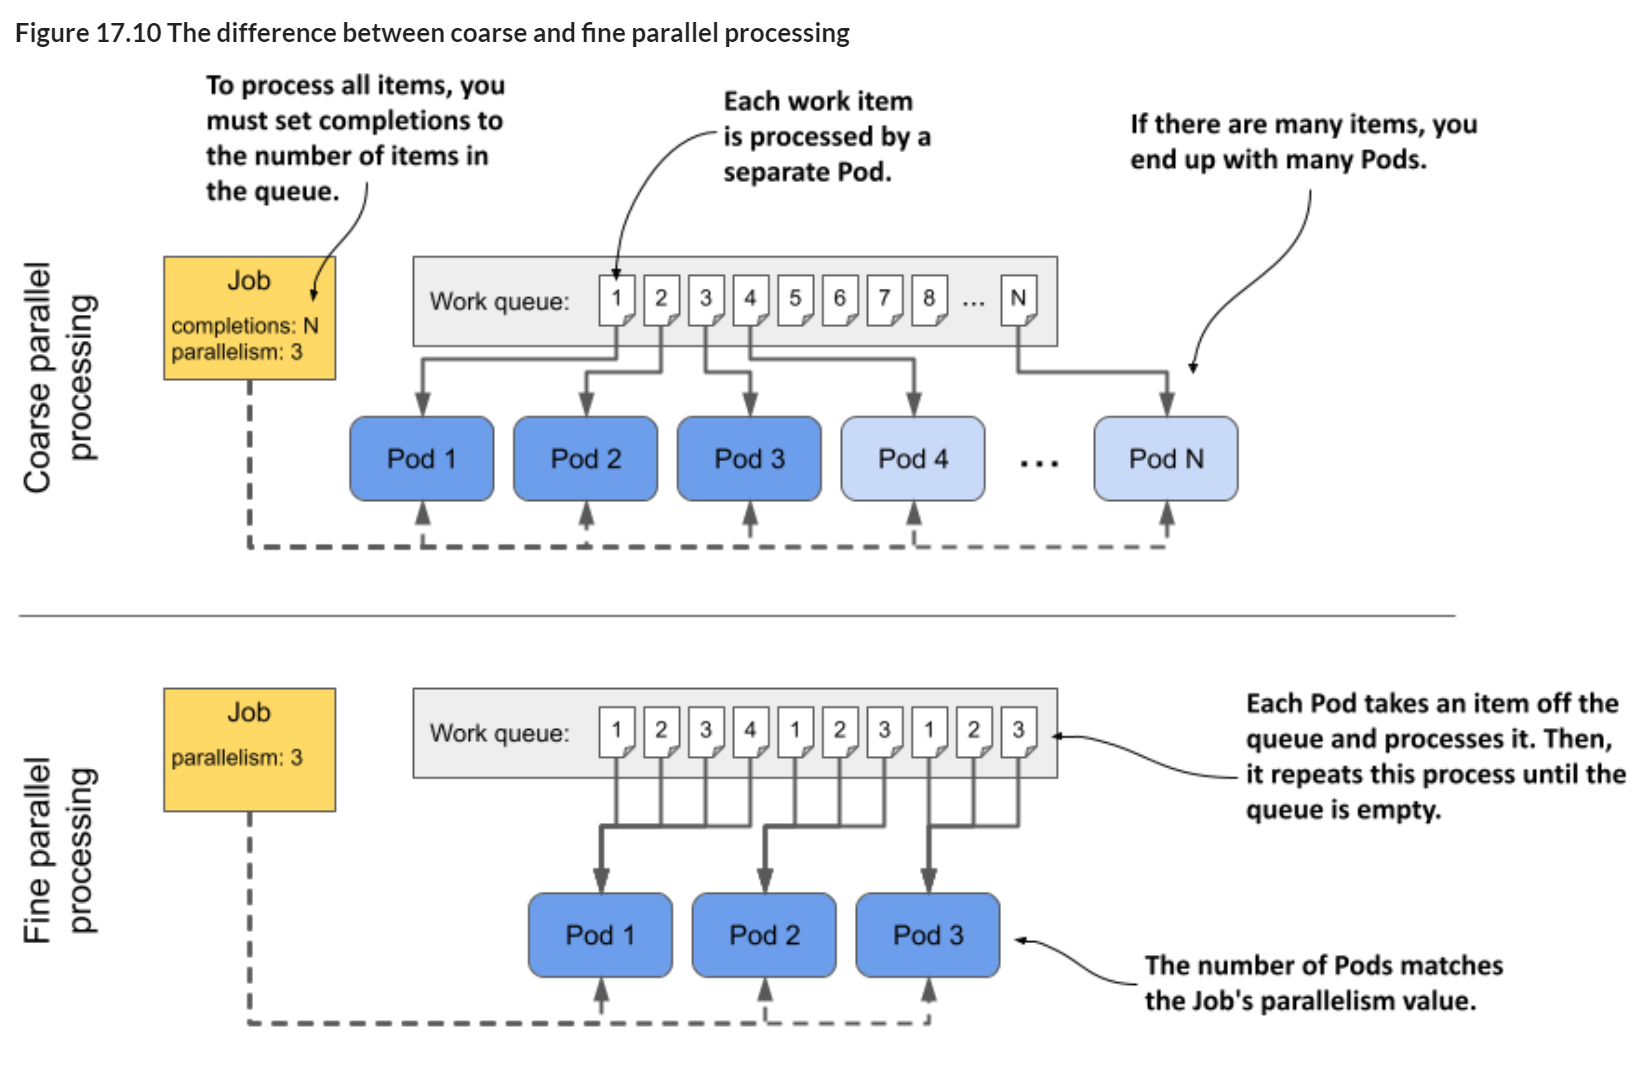 Figure 17.10 The difference between coarse and fine parallel processing
To process all items, you
must set completions to
the number of items in
the queue.
Each work item
is processed by a
separate Pod.
If there are many items, you
end up with many Pods.
Coarse parallel
processing
Job
completions: N
parallelism: 3
Work queue: 1 2 3 4 5 6 7 8 ... N
Pod 1 Pod 2 Pod 3 Pod 4 ... Pod N
Fine parallel
processing
Job
parallelism: 3
Work queue: 1 2 3 4 1 2 3 1 2 3
Each Pod takes an item off the
queue and processes it. Then,
it repeats this process until the
queue is empty.
Pod 1 Pod 2 Pod 3
The number of Pods matches
the Job's parallelism value.